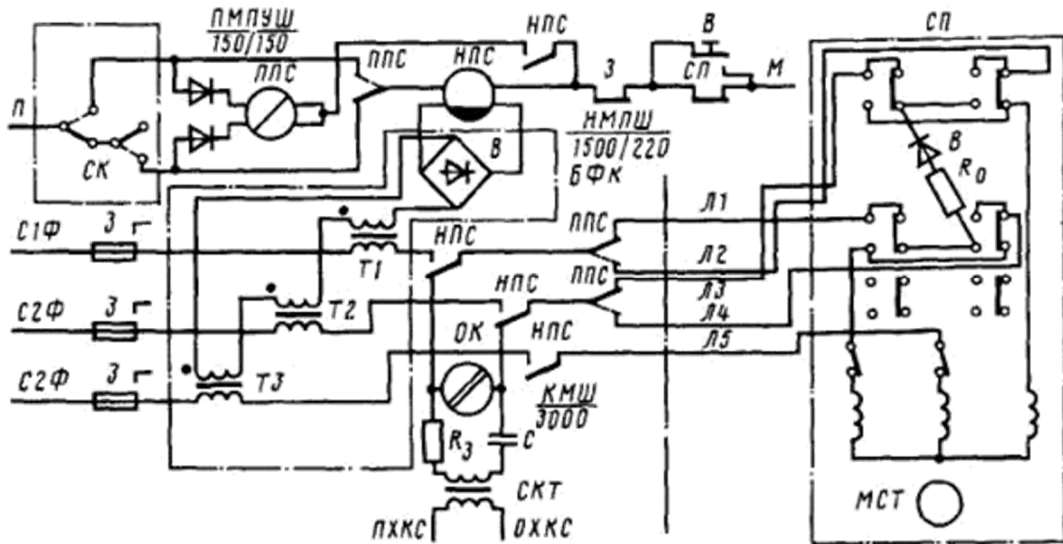 ПМПУШ
150/150
НПС
В
СП
ППС
ППС
НПС
З
СП
М
П
СК
НМПШ
1500/220
БФК
В
В
R0
С1Ф
З
Т1
НПС
ППС
Л1
Л2
ППС
Л3
С2Ф
З
Т2
НПС
Л4
ОК
НПС
Л5
С2Ф
З
Т3
КМШ
3000
R3
С
СКТ
ПХКС
ОХКС
МСТ